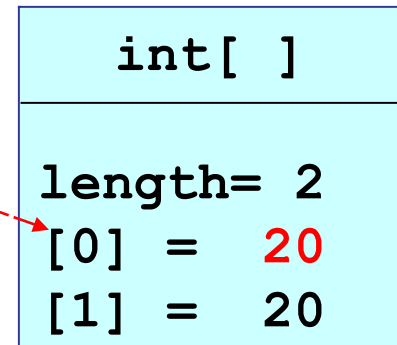 int[ ]
length= 2
[0] = 20
[1] = 20